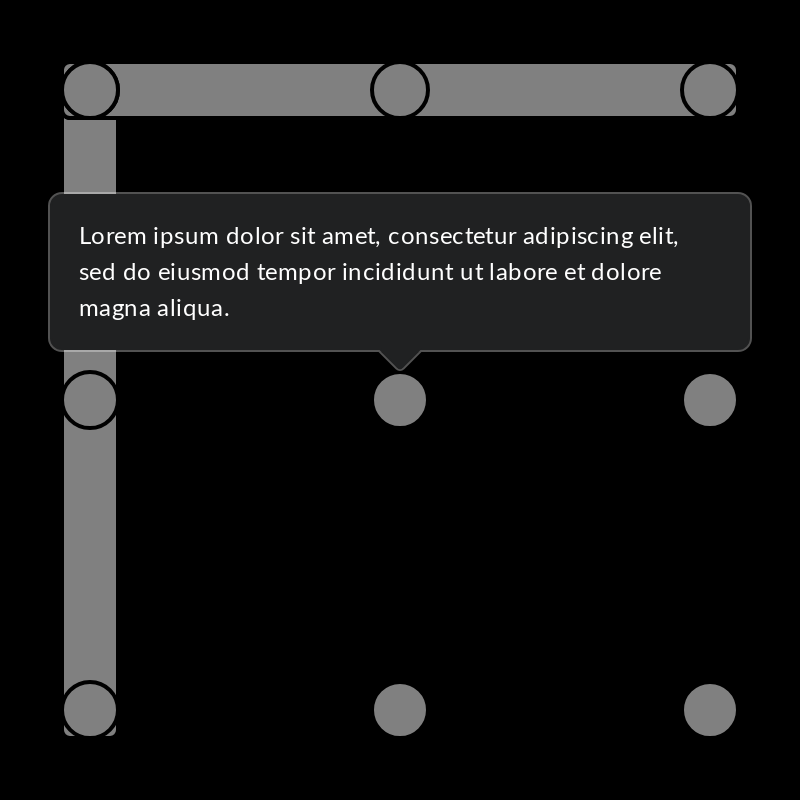 Lorem ipsum dolor sit amet, consectetur adipiscing elit,
sed do eiusmod tempor incididunt ut labore et dolore
magna aliqua.